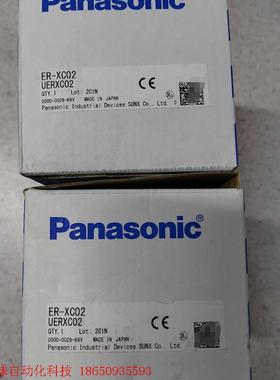 Panasonic
ER-XC02
UERXC02
QTY.1 Lot: 2C1N
0000-0029-69V MADE IN JAPAN
Panasonic Industrial Devices SUNX Co., Ltd. C
CE
Panasonic®
ER-XC02
UERXC02
QTY.1 Lot: 2C1N
0000-0029-69V MADE IN JAPAN
Panasonic Industrial Devices SUNX Co., Ltd.
CE
球自动化科技 18650935593